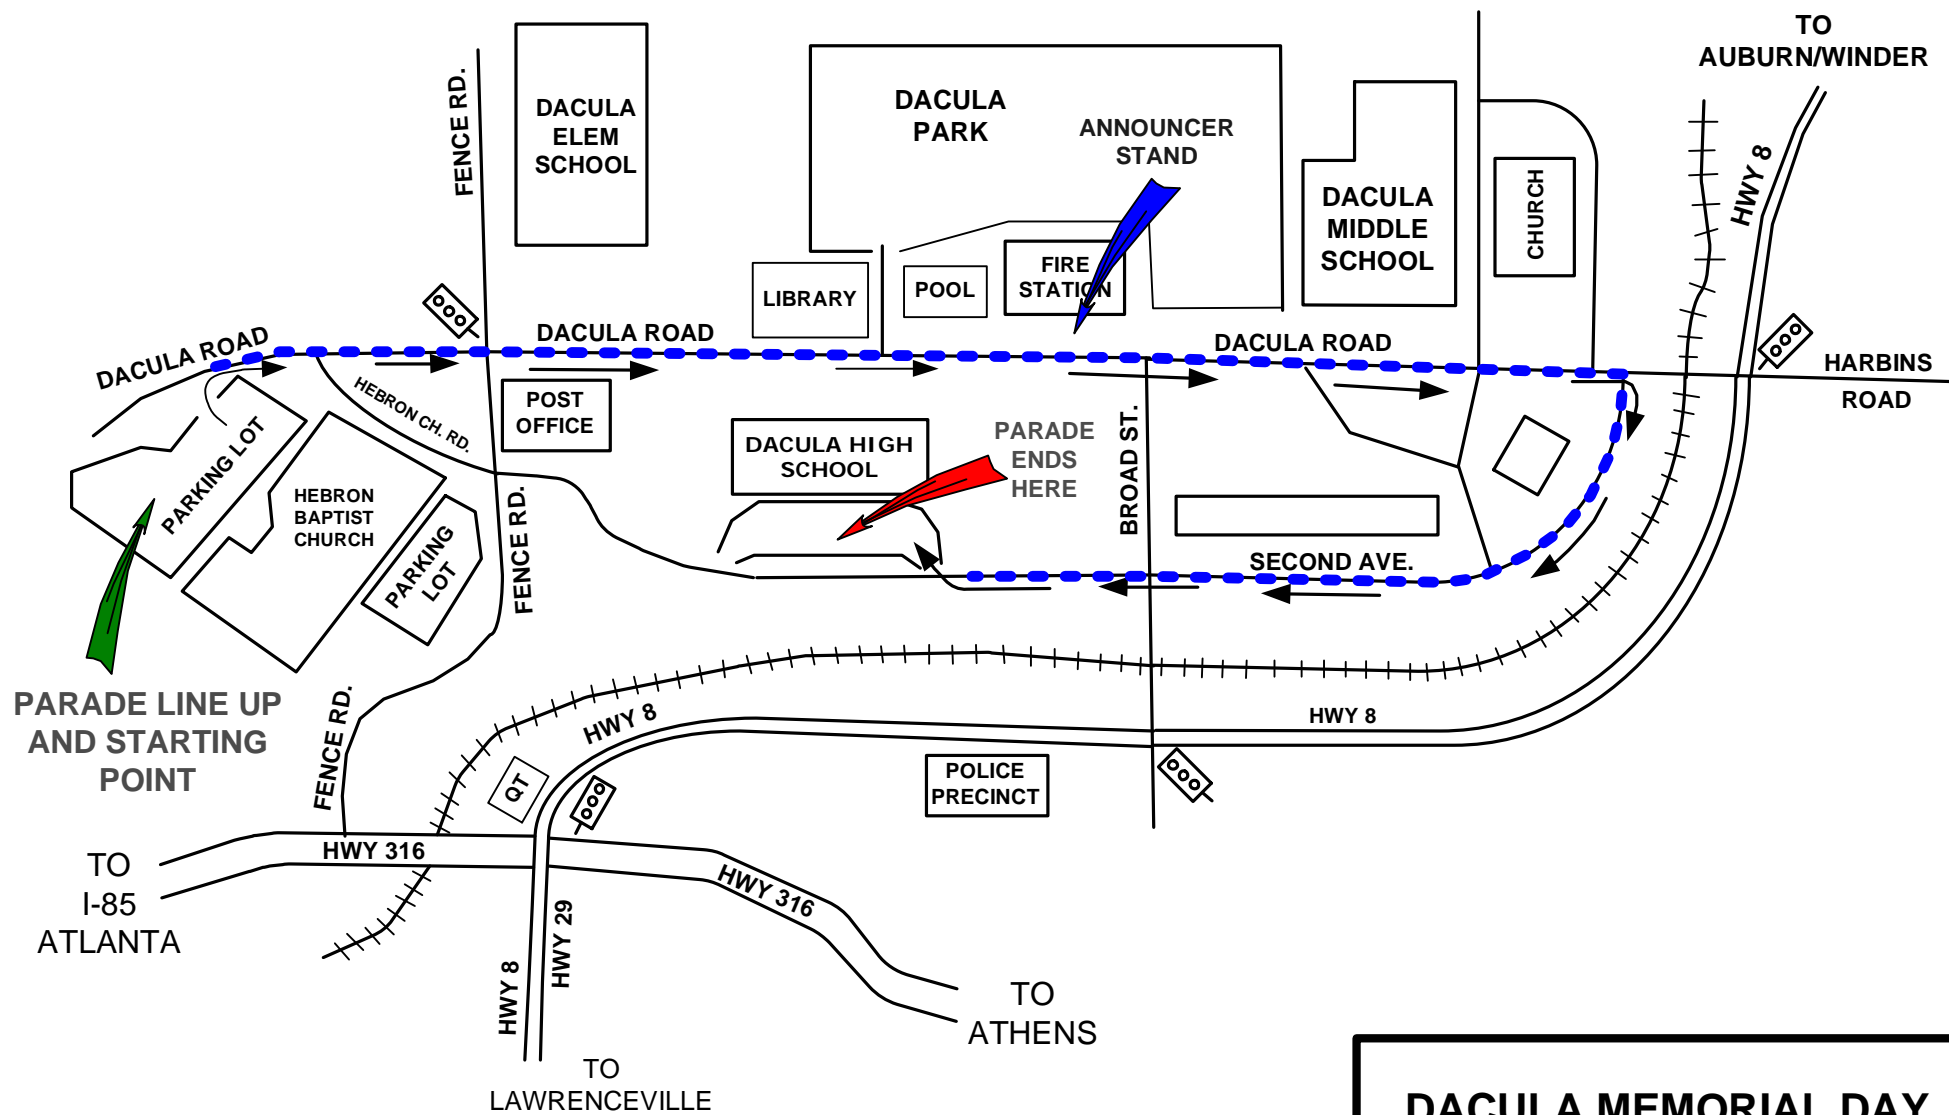 TO
AUBURN/WINDER
FENCE RD.
DACULA
ELEM
SCHOOL
DACULA
PARK
ANNOUNCER
STAND
DACULA
MIDDLE
SCHOOL
CHURCH
HWY 8
LIBRARY
POOL
FIRE
STATION
DACULA ROAD
DACULA ROAD
DACULA ROAD
HARBINS
ROAD
HEBRON CH. RD.
POST
OFFICE
PARKING LOT
HEBRON
BAPTIST
CHURCH
PARKING
LOT
FENCE RD.
DACULA HIGH
SCHOOL
PARADE
ENDS
HERE
BROAD ST.
SECOND AVE.
PARADE LINE UP
AND STARTING
POINT
FENCE RD.
HWY 8
HWY 8
QT
POLICE
PRECINCT
HWY 316
TO
I-85
ATLANTA
HWY 316
HWY 8
HWY 29
TO
ATHENS
TO
LAWRENCEVILLE
DACULA MEMORIAL DAY